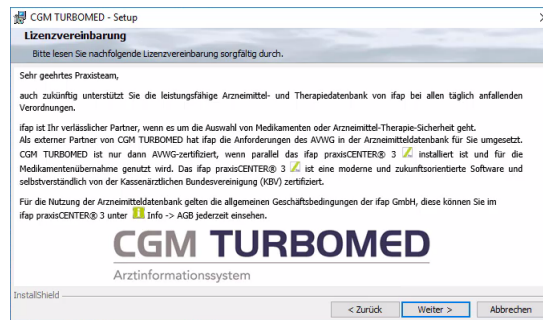 CGM TURBOMED - Setup
Lizenzvereinbarung
Bitte lesen Sie nachfolgende Lizenzvereinbarung sorgfältig durch.
Sehr geehrtes Praxisteam,
auch zukünftig unterstützt Sie die leistungsfähige Arzneimittel- und Therapiedatenbank von ifap bei allen täglich anfallenden
Verordnungen.
ifap ist Ihr verlässlicher Partner, wenn es um die Auswahl von Medikamenten oder Arzneimittel-Therapie-Sicherheit geht.
Als externer Partner von CGM TURBOMED hat ifap die Anforderungen des AVWG in der Arzneimitteldatenbank für Sie umgesetzt.
CGM TURBOMED ist nur dann AVWG-zertifiziert, wenn parallel das ifap praxisCENTER® 3 installiert ist und für die
Medikamentenübernahme genutzt wird. Das ifap praxisCENTER® 3 ist eine moderne und zukunftsorientierte Software und
selbstverständlich von der Kassenärztlichen Bundesvereinigung (KBV) zertifiziert.
Für die Nutzung der Arzneimitteldatenbank gelten die allgemeinen Geschäftsbedingungen der ifap GmbH, diese können Sie im
ifap praxisCENTER® 3 unter Info -> AGB jederzeit einsehen.
CGM TURBOMED
Arztinformationssystem
InstallShield
< Zurück Weiter > Abbrechen